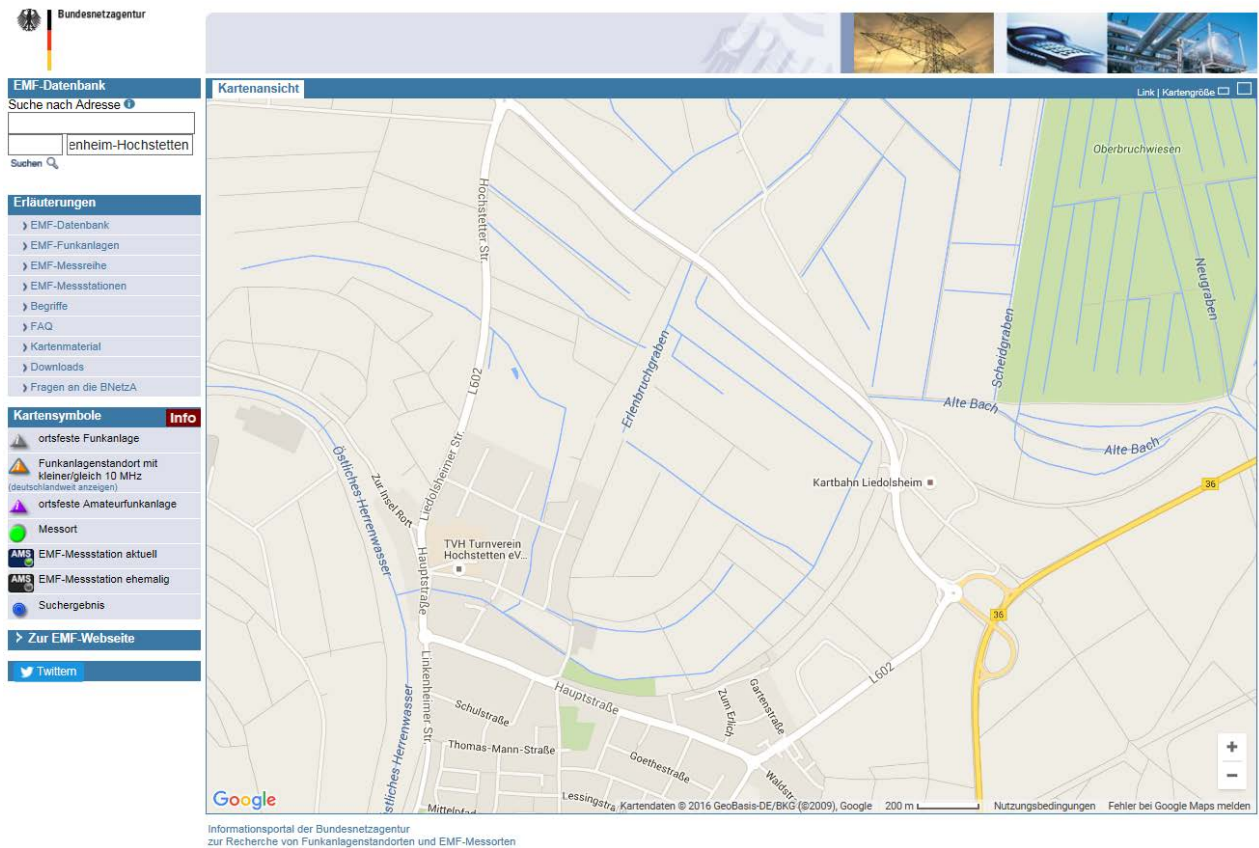 Bundesnetzagentur
EMF-Datenbank
Suche nach Adresse
enheim-Hochstetten
Suchen
Erläuterungen
EMF-Datenbank
EMF-Funkanlagen
EMF-Messreihe
EMF-Messstationen
Begriffe
FAQ
Kartenmaterial
Downloads
Fragen an die BNetzA
Kartensymbole Info
ortsfeste Funkanlage
Funkanlagenstandort mit
kleiner/gleich 10 MHz
(deutschlandweit anzeigen)
ortsfeste Amateurfunkanlage
Messort
AMS EMF-Messstation aktuell
AMS EMF-Messstation ehemalig
Suchergebnis
> Zur EMF-Webseite
Twittern
Kartenansicht
Link | Kartengröße
Oberbruchwiesen
Hochstetter Str.
Neugraben
Scheidgraben
Erlenbruchgraben
L602
Alte Bach
Alte Bach
Östliches Herrenwasser
Zur Insel Rott
Liedolsheimer Str.
Kartbahn Liedolsheim
36
TVH Turnverein
Hochstetten eV...
Hauptstraße
36
Linkenheimer Str.
Hauptstraße
L602
Gartenstraße
Zum Erlich
Schulstraße
Östliches Herrenwasser
Thomas-Mann-Straße
Goethestraße
Waldstr
Lessingstra
Mittelpfad
Google
Kartendaten © 2016 GeoBasis-DE/BKG (©2009), Google 200 m Nutzungsbedingungen Fehler bei Google Maps melden
+
−
Informationsportal der Bundesnetzagentur
zur Recherche von Funkanlagenstandorten und EMF-Messorten